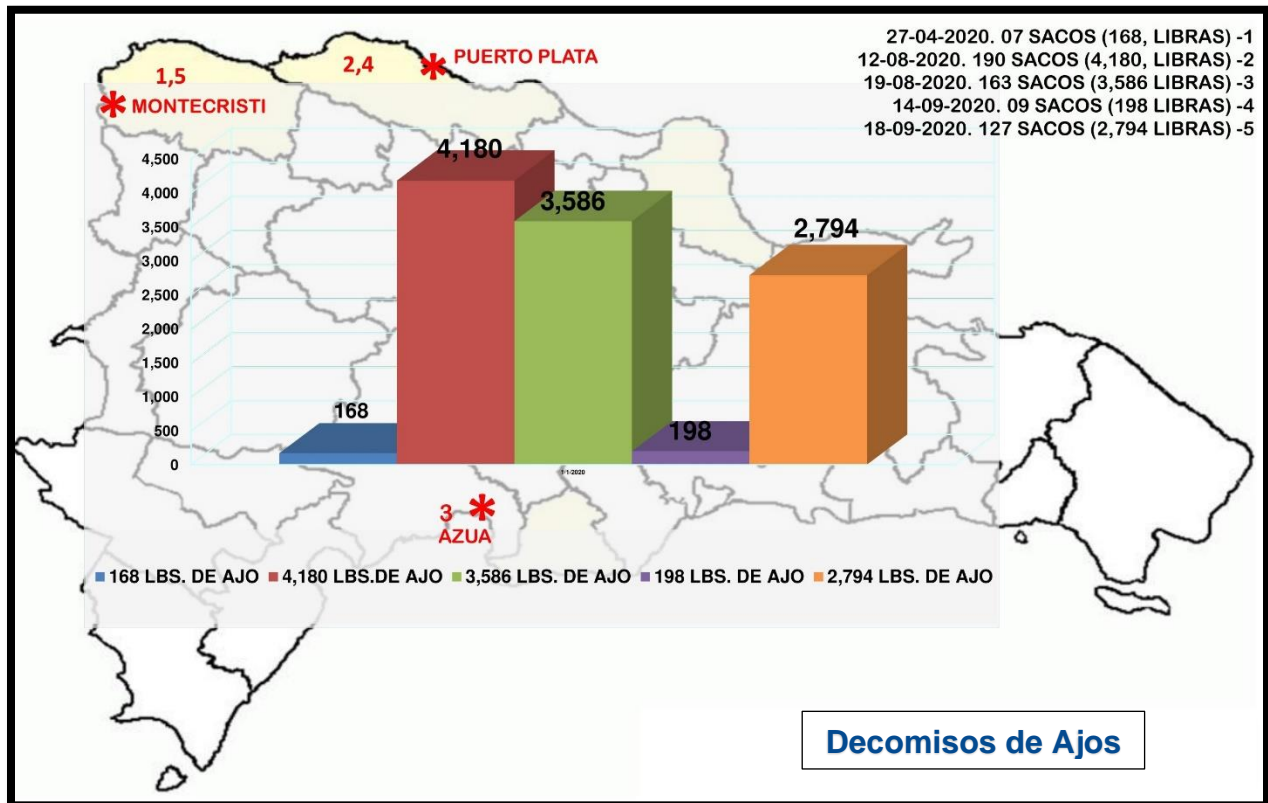 27-04-2020. 07 SACOS (168, LIBRAS) -1
12-08-2020. 190 SACOS (4,180, LIBRAS) -2
19-08-2020. 163 SACOS (3,586 LIBRAS) -3
14-09-2020. 09 SACOS (198 LIBRAS) -4
18-09-2020. 127 SACOS (2,794 LIBRAS) -5
2,4
PUERTO PLATA
1,5
MONTECRISTI
4,500
4,000
3,500
3,000
2,500
2,000
1,500
1,000
500
0
168
4,180
3,586
198
2,794
1/1/2020
3
AZUA
168 LBS. DE AJO
4,180 LBS.DE AJO
3,586 LBS. DE AJO
198 LBS. DE AJO
2,794 LBS. DE AJO
Decomisos de Ajos